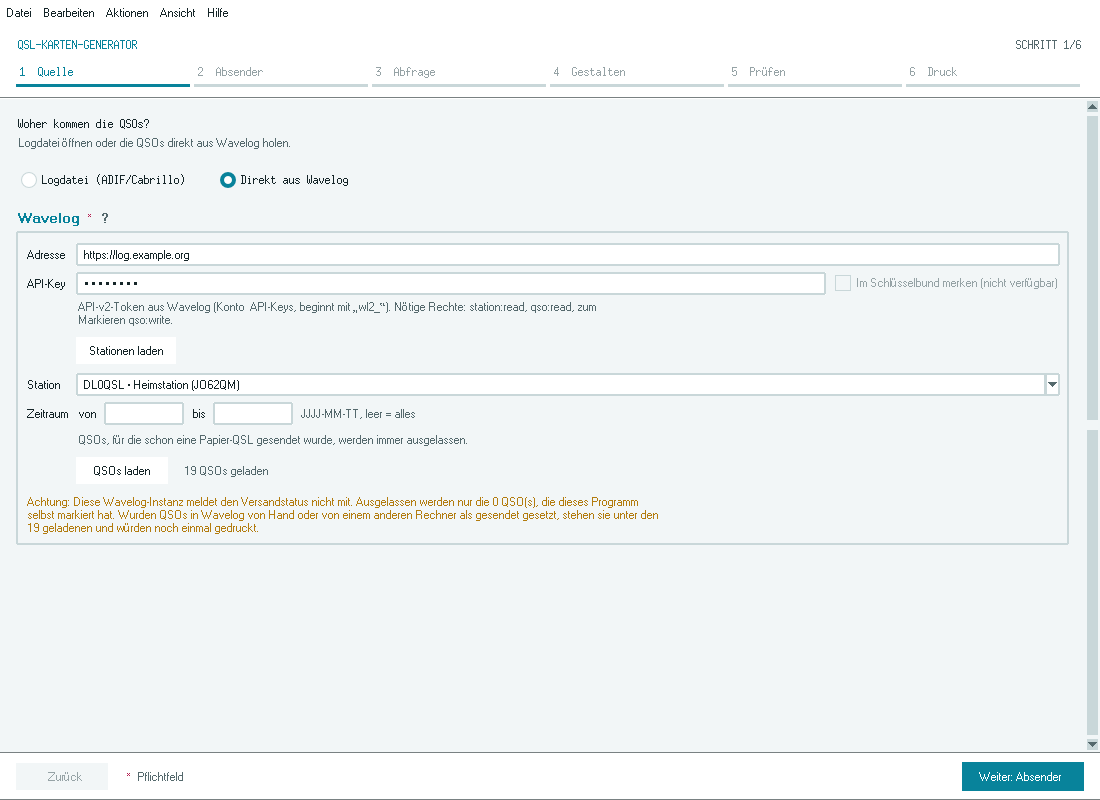 Datei Bearbeiten Aktionen Ansicht Hilfe
QSL-KARTEN-GENERATOR
SCHRITT 1/6
1 Quelle
2 Absender
3 Abfrage
4 Gestalten
5 Prüfen
6 Druck
Woher kommen die QSOs?
Logdatei öffnen oder die QSOs direkt aus Wavelog holen.
Logdatei (ADIF/Cabrillo)
Direkt aus Wavelog
Wavelog * ?
Adresse https://log.example.org
API-Key •••••••• Im Schlüsselbund merken (nicht verfügbar)
API-v2-Token aus Wavelog (Konto API-Keys, beginnt mit „wl2_“). Nötige Rechte: station:read, qso:read, zum
Markieren qso:write.
Stationen laden
Station DL0QSL • Heimstation (JO62QM)
Zeitraum von bis JJJJ-MM-TT, leer = alles
QSOs, für die schon eine Papier-QSL gesendet wurde, werden immer ausgelassen.
QSOs laden 19 QSOs geladen
Achtung: Diese Wavelog-Instanz meldet den Versandstatus nicht mit. Ausgelassen werden nur die 0 QSO(s), die dieses Programm
selbst markiert hat. Wurden QSOs in Wavelog von Hand oder von einem anderen Rechner als gesendet gesetzt, stehen sie unter den
19 geladenen und würden noch einmal gedruckt.
Zurück
* Pflichtfeld
Weiter: Absender